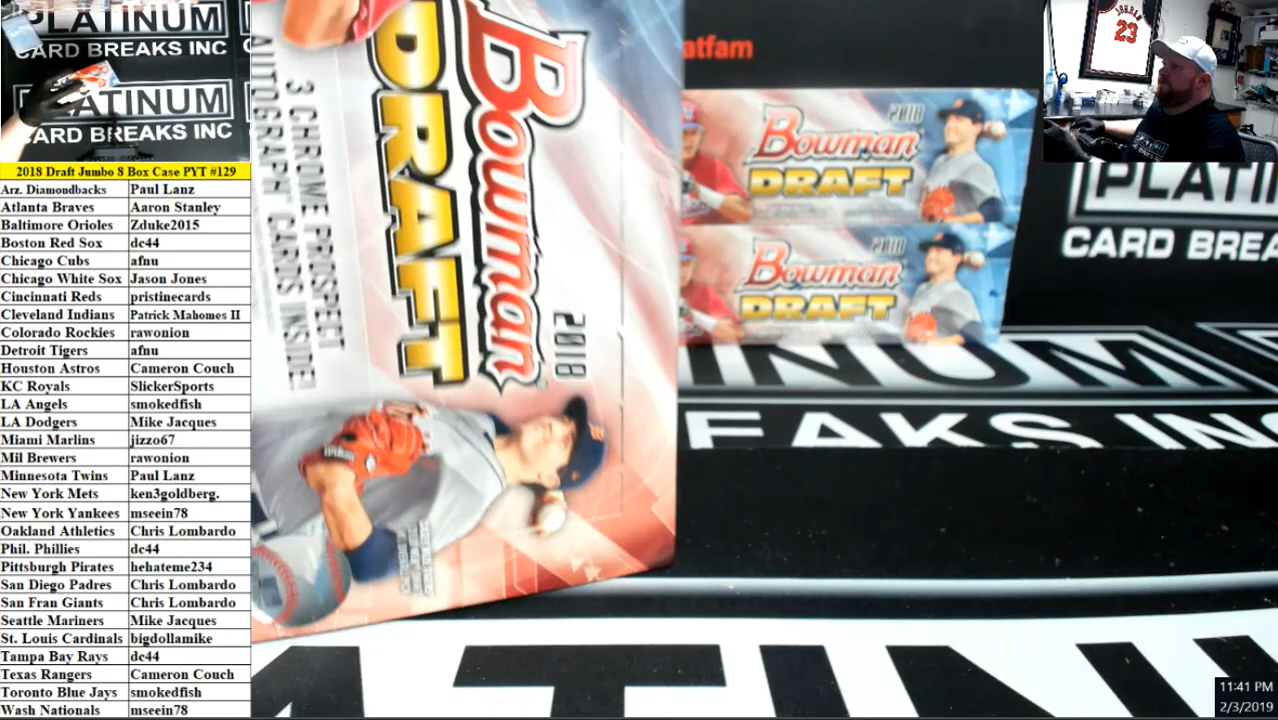 PLATINUM
CARD BREAKS INC
PLATINUM
CARD BREAKS INC
2018 Draft Jumbo 8 Box Case PYT #129
Arz. Diamondbacks Paul Lanz
Atlanta Braves Aaron Stanley
Baltimore Orioles Zduke2015
Boston Red Sox dc44
Chicago Cubs afnu
Chicago White Sox Jason Jones
Cincinnati Reds pristinecards
Cleveland Indians Patrick Mahomes II
Colorado Rockies rawonion
Detroit Tigers afnu
Houston Astros Cameron Couch
KC Royals SlickerSports
LA Angels smokedfish
LA Dodgers Mike Jacques
Miami Marlins jizzo67
Mil Brewers rawonion
Minnesota Twins Paul Lanz
New York Mets ken3goldberg.
New York Yankees mseein78
Oakland Athletics Chris Lombardo
Phil. Phillies dc44
Pittsburgh Pirates hehateme234
San Diego Padres Chris Lombardo
San Fran Giants Chris Lombardo
Seattle Mariners Mike Jacques
St. Louis Cardinals bigdollamike
Tampa Bay Rays dc44
Texas Rangers Cameron Couch
Toronto Blue Jays smokedfish
Wash Nationals mseein78
2018
Bowman
DRAFT
3 CHROME PROSPECT
AUTOGRAPH CARDS INSIDE!
atfam
2018
Bowman
DRAFT
2018
Bowman
DRAFT
JORDAN
23
PLATI
CARD BREA
INUM
EAKS INC
ATINU
11:41 PM
2/3/2019